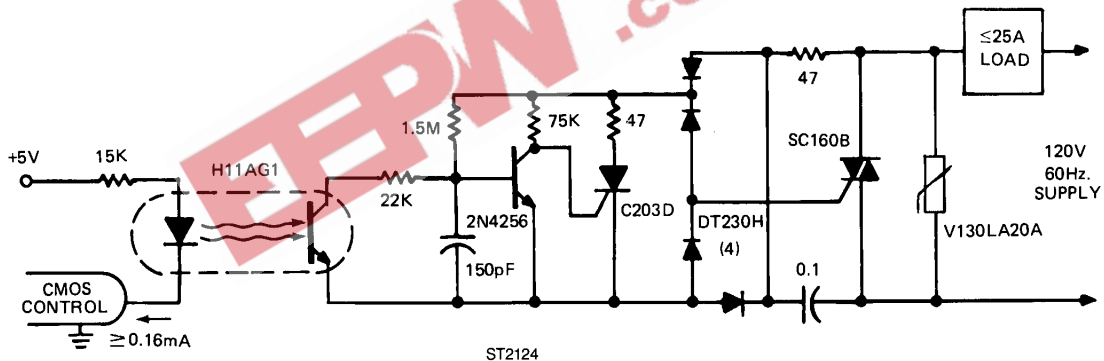 ≤25A
LOAD
47
1.5M
75K
47
SC160B
+5V
15K
H11AG1
120V
60Hz.
SUPPLY
22K
2N4256
C203D
DT230H
(4)
V130LA20A
150pF
0.1
CMOS
CONTROL
≥0.16mA
ST2124
EEPW
.co